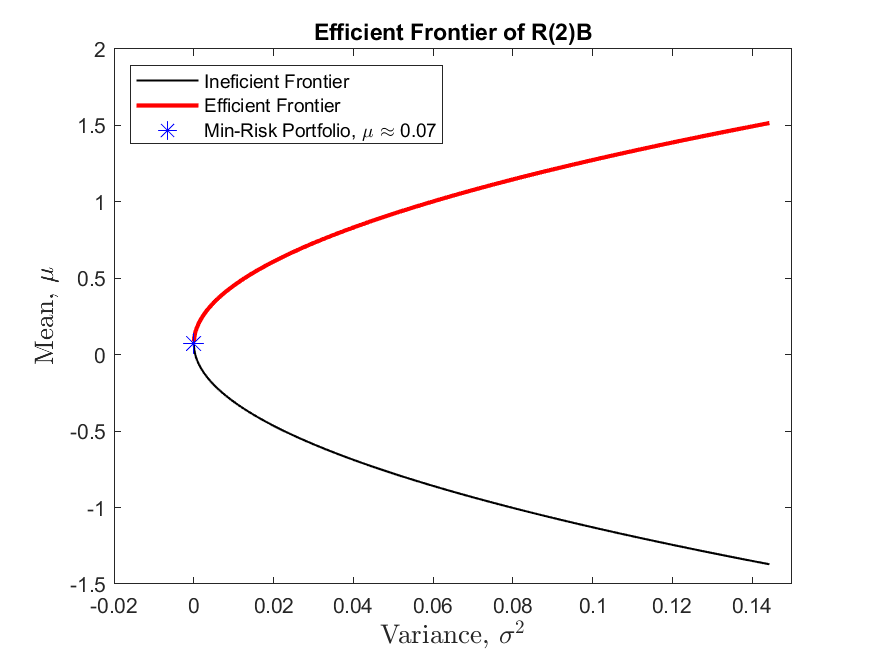 Efficient Frontier of R(2)B
Ineficient Frontier
Efficient Frontier
Min-Risk Portfolio, μ ≈ 0.07
2
1.5
1
0.5
0
-0.5
-1
-1.5
Mean, μ
-0.02 0 0.02 0.04 0.06 0.08 0.1 0.12 0.14
Variance, σ²